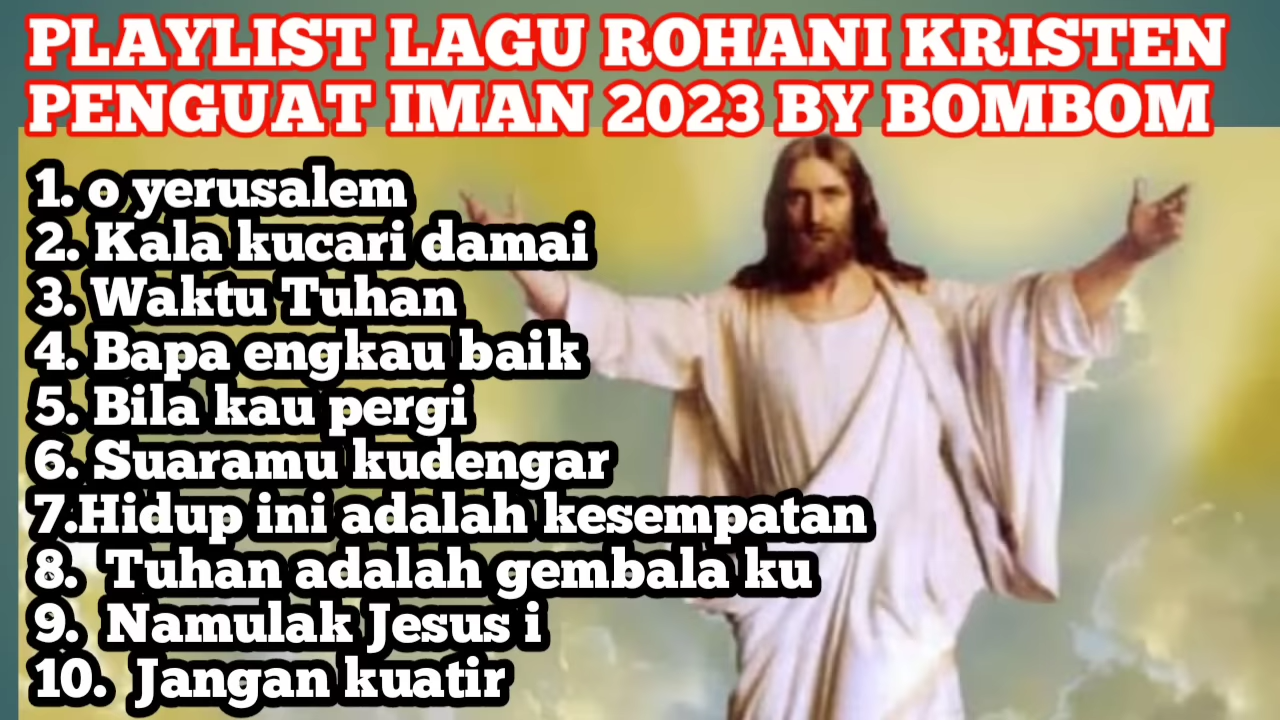 PLAYLIST LAGU ROHANI KRISTEN
PENGUAT IMAN 2023 BY BOMBOM
1. o yerusalem
2. Kala kucari damai
3. Waktu Tuhan
4. Bapa engkau baik
5. Bila kau pergi
6. Suaramu kudengar
7.Hidup ini adalah kesempatan
8. Tuhan adalah gembala ku
9. Namulak Jesus i
10. Jangan kuatir